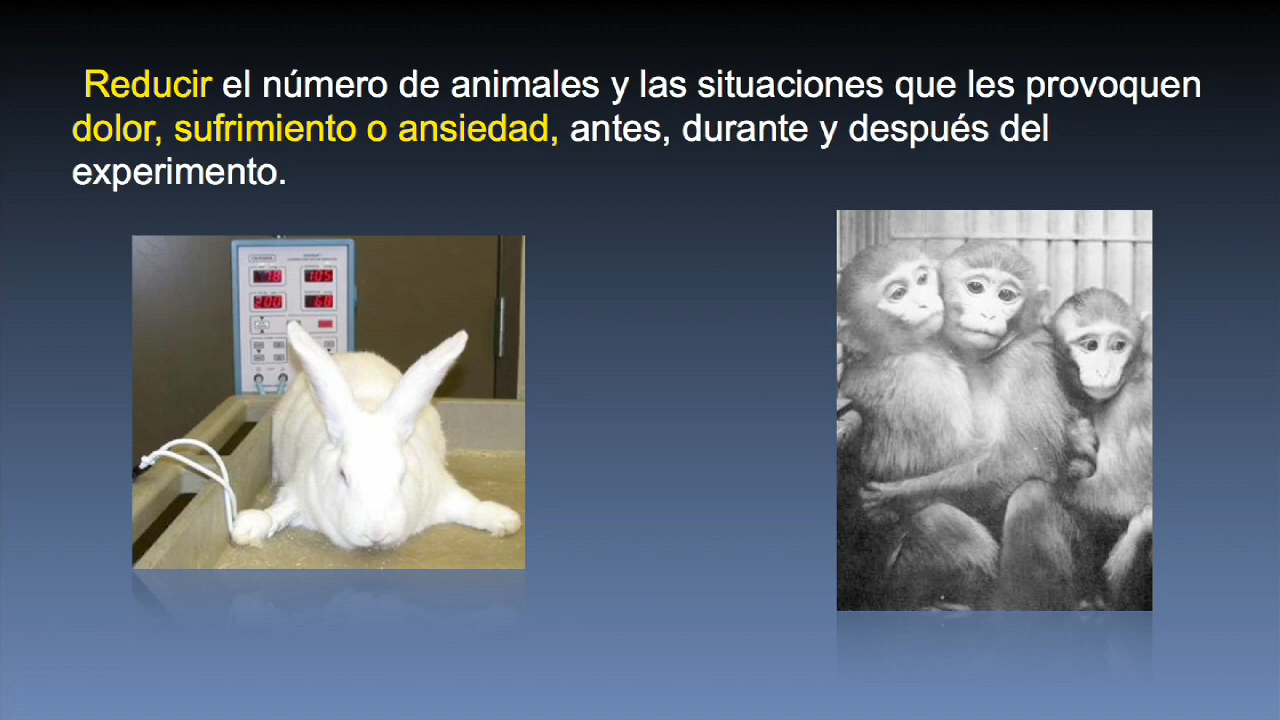 Reducir el número de animales y las situaciones que les provoquen
dolor, sufrimiento o ansiedad, antes, durante y después del
experimento.